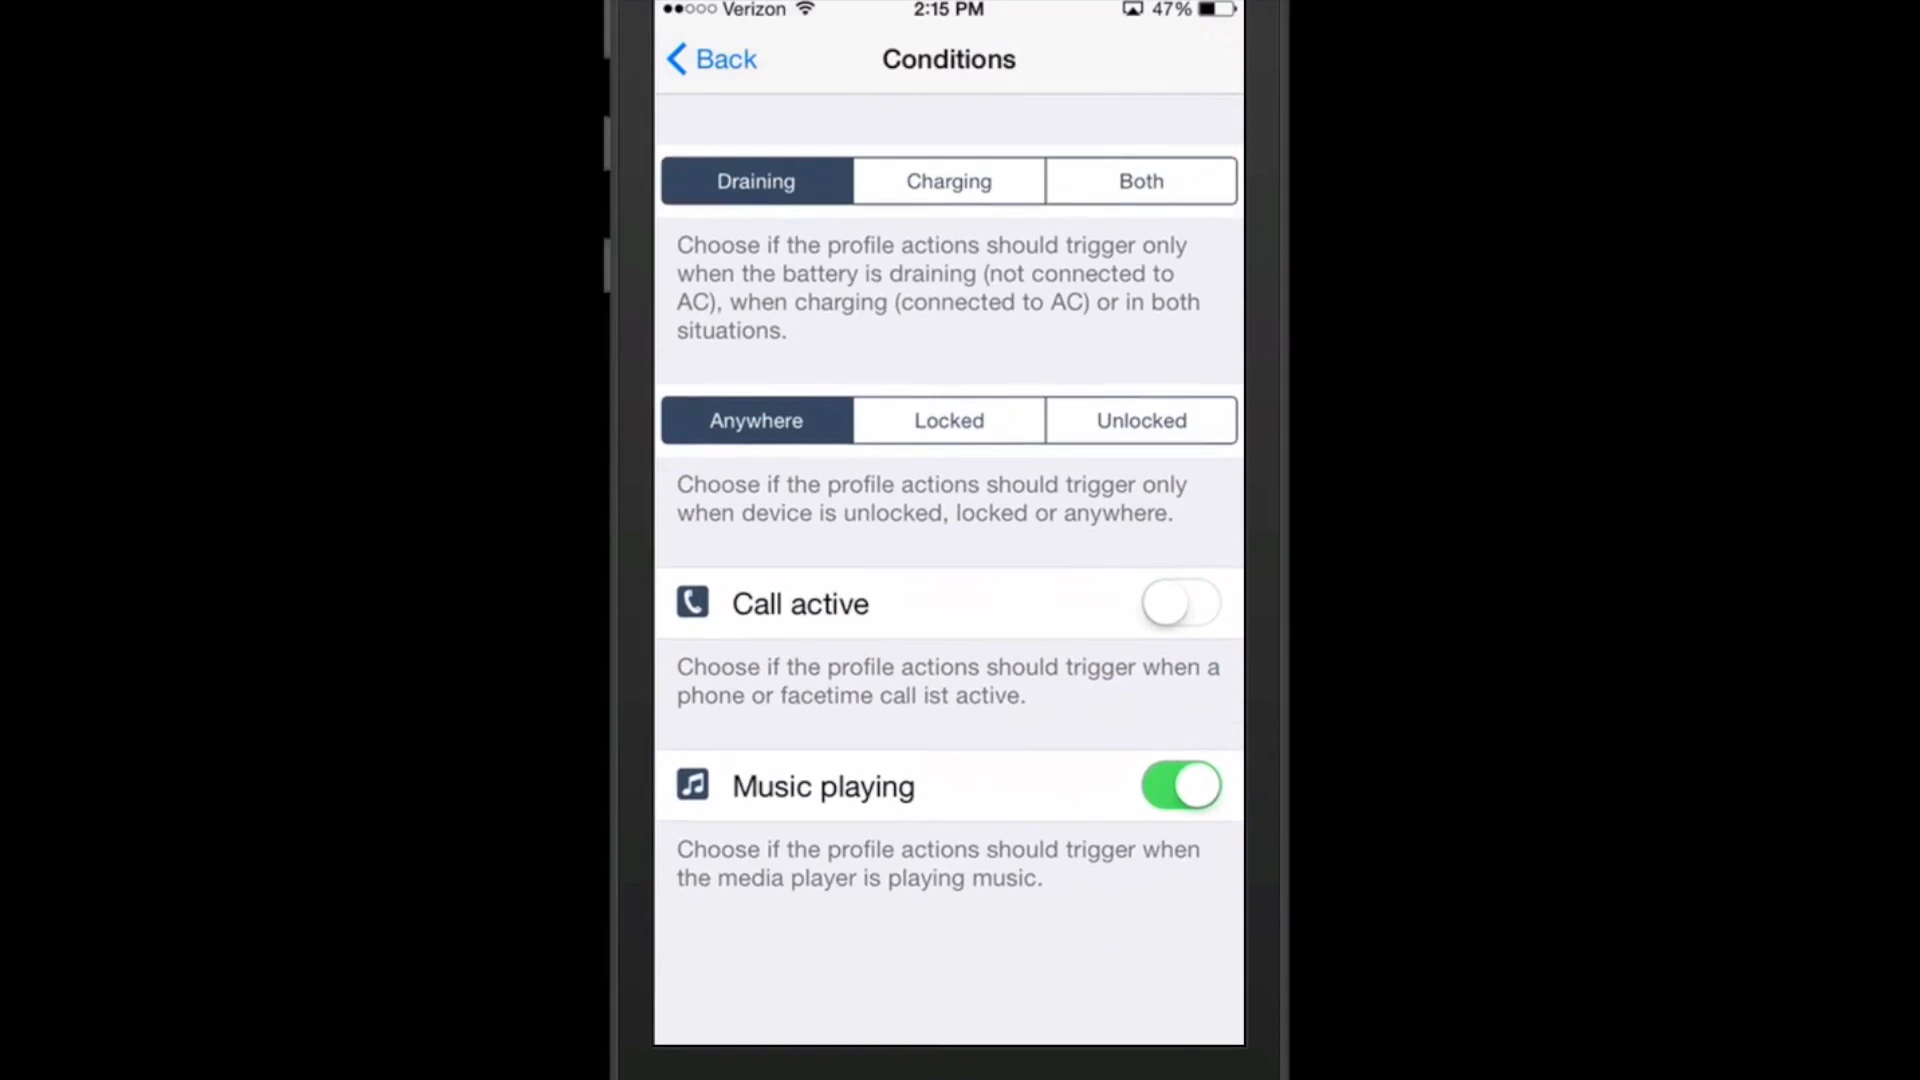 Verizon 2:15 PM 47%
Back Conditions
Draining Charging Both
Choose if the profile actions should trigger only
when the battery is draining (not connected to
AC), when charging (connected to AC) or in both
situations.
Anywhere Locked Unlocked
Choose if the profile actions should trigger only
when device is unlocked, locked or anywhere.
Call active
Choose if the profile actions should trigger when a
phone or facetime call ist active.
Music playing
Choose if the profile actions should trigger when
the media player is playing music.